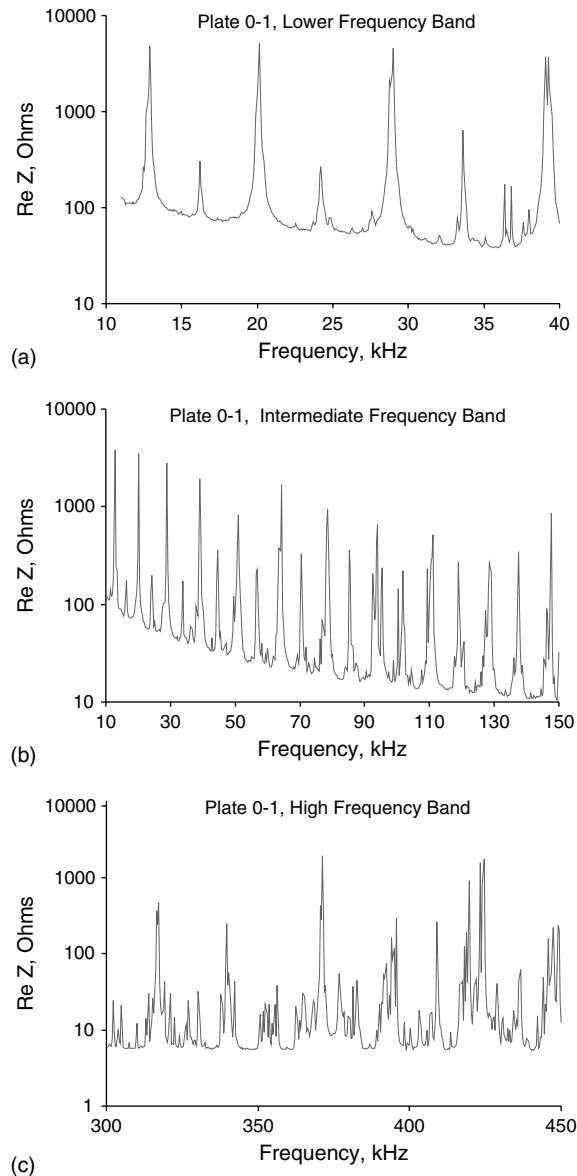 Plate 0-1, Lower Frequency Band
10000
1000
100
10
Re Z, Ohms
10 15 20 25 30 35 40
Frequency, kHz
(a)
Plate 0-1, Intermediate Frequency Band
10000
1000
100
10
Re Z, Ohms
10 30 50 70 90 110 130 150
Frequency, kHz
(b)
Plate 0-1, High Frequency Band
10000
1000
100
10
1
Re Z, Ohms
300 350 400 450
Frequency, kHz
(c)